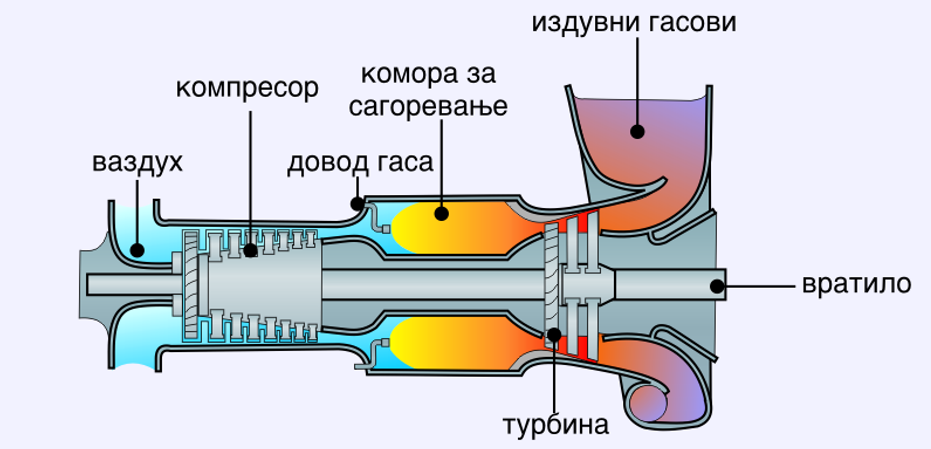 издувни гасови
комора за
сагоревање
компресор
ваздух
довод гаса
вратило
турбина